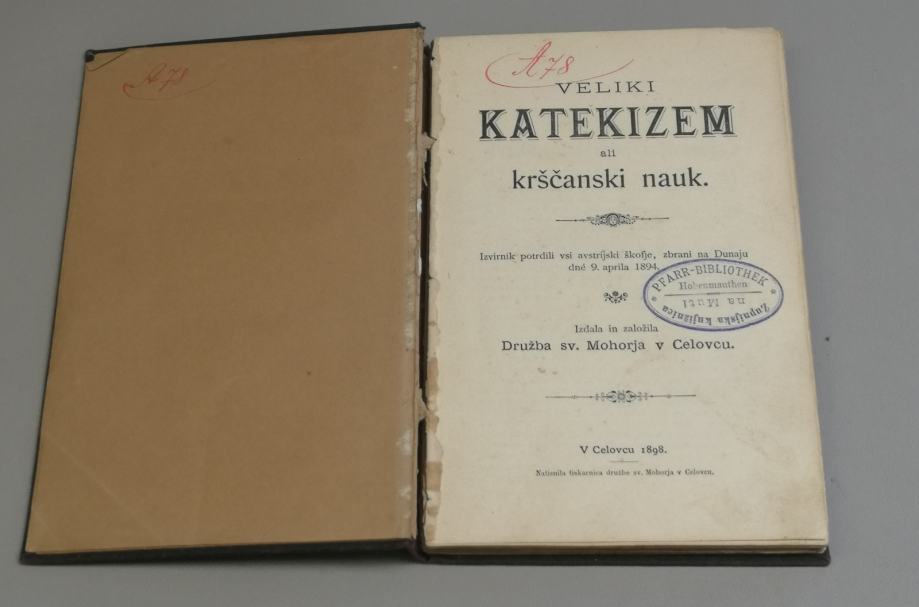 A 78
A 78
VELIKI
KATEKIZEM
ali
krščanski nauk.
Izvirnik potrdili vsi avstrijski škofje, zbrani na Dunaju
dné 9. aprila 1894.
PFARR-BIBLIOTHEK
Hohenmauthen
na Muti
Župnijska knjižnica
Izdala in založila
Družba sv. Mohorja v Celovcu.
V Celovcu 1898.
Natisnila tiskarnica družbe sv. Mohorja v Celovcu.